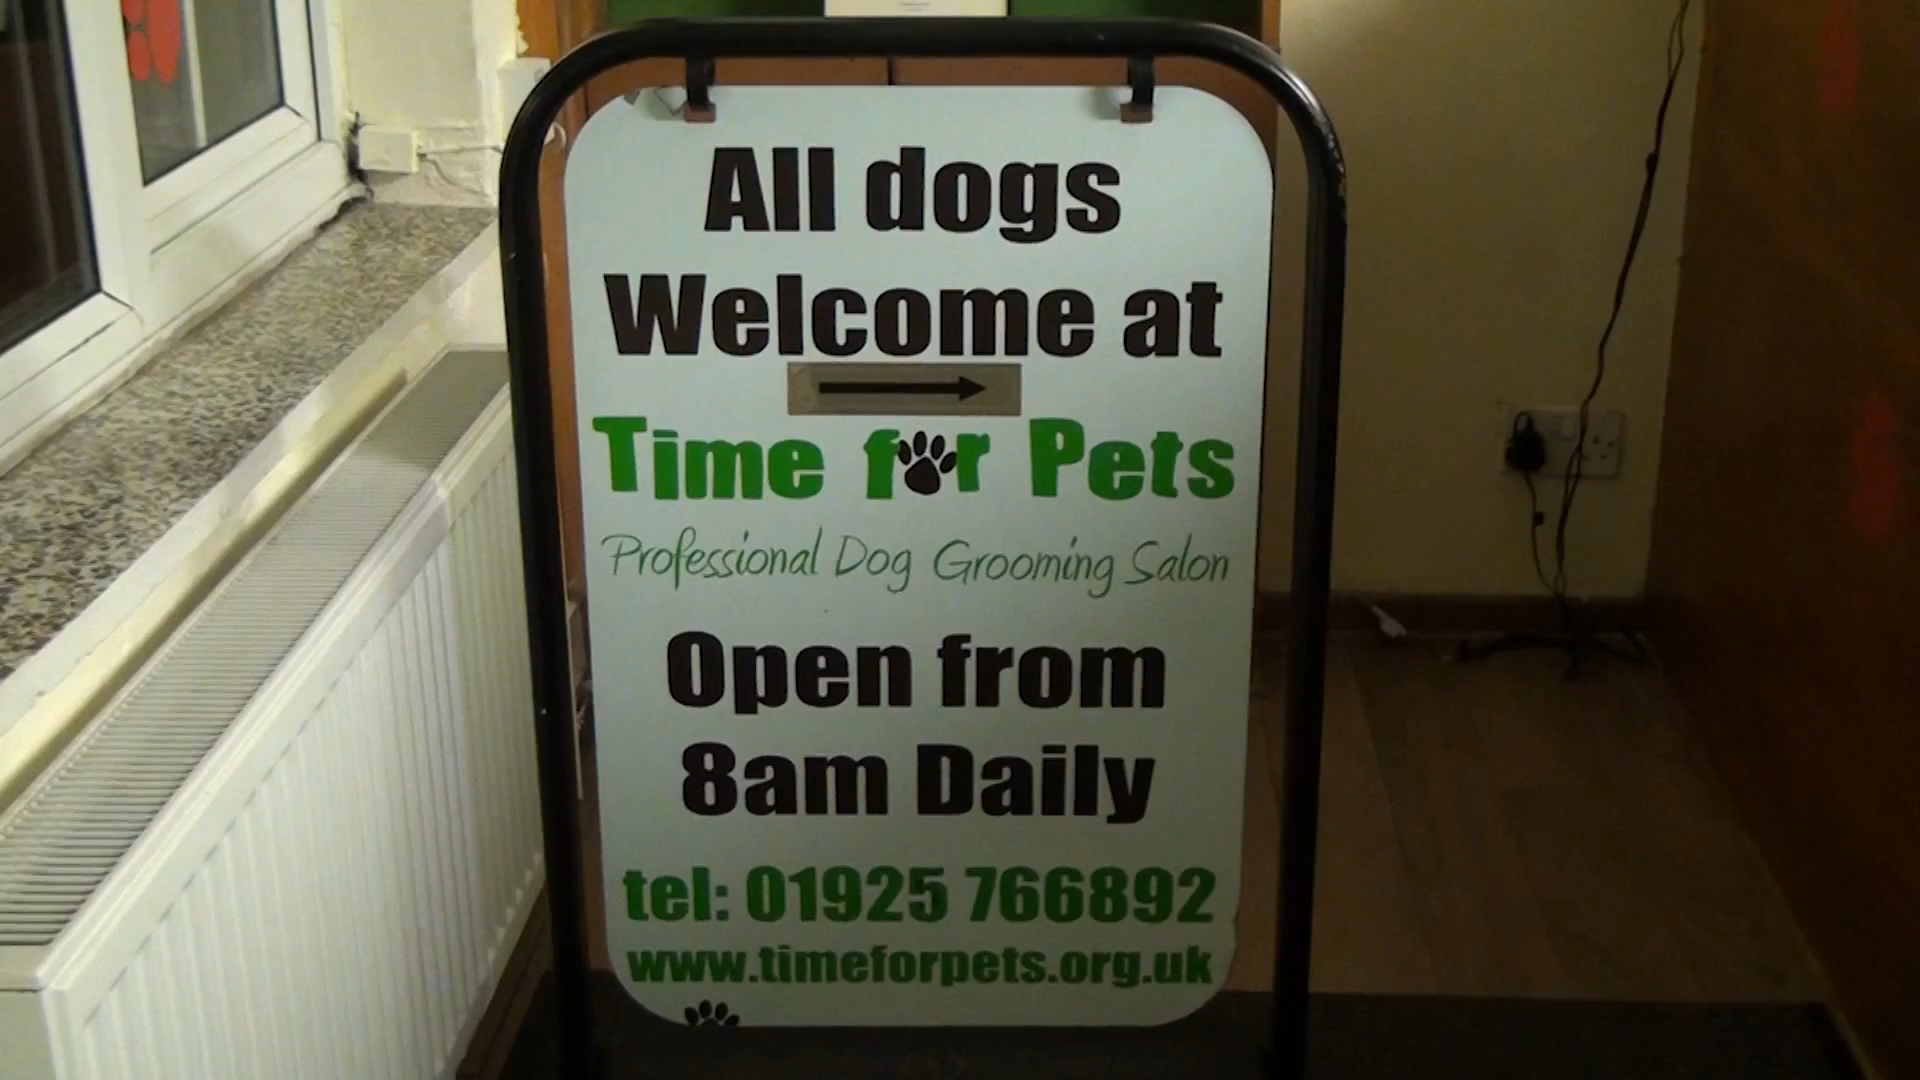 All dogs
Welcome at
Time for Pets
Professional Dog Grooming Salon
Open from
8am Daily
tel: 01925 766892
www.timeforpets.org.uk